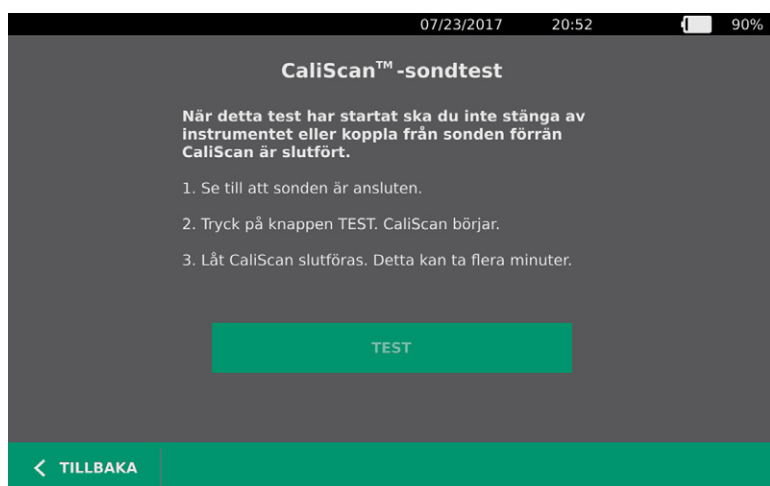 07/23/2017 20:52 90%
CaliScan™-sondtest
När detta test har startat ska du inte stänga av
instrumentet eller koppla från sonden förrän
CaliScan är slutfört.
1. Se till att sonden är ansluten.
2. Tryck på knappen TEST. CaliScan börjar.
3. Låt CaliScan slutföras. Detta kan ta flera minuter.
TEST
TILLBAKA